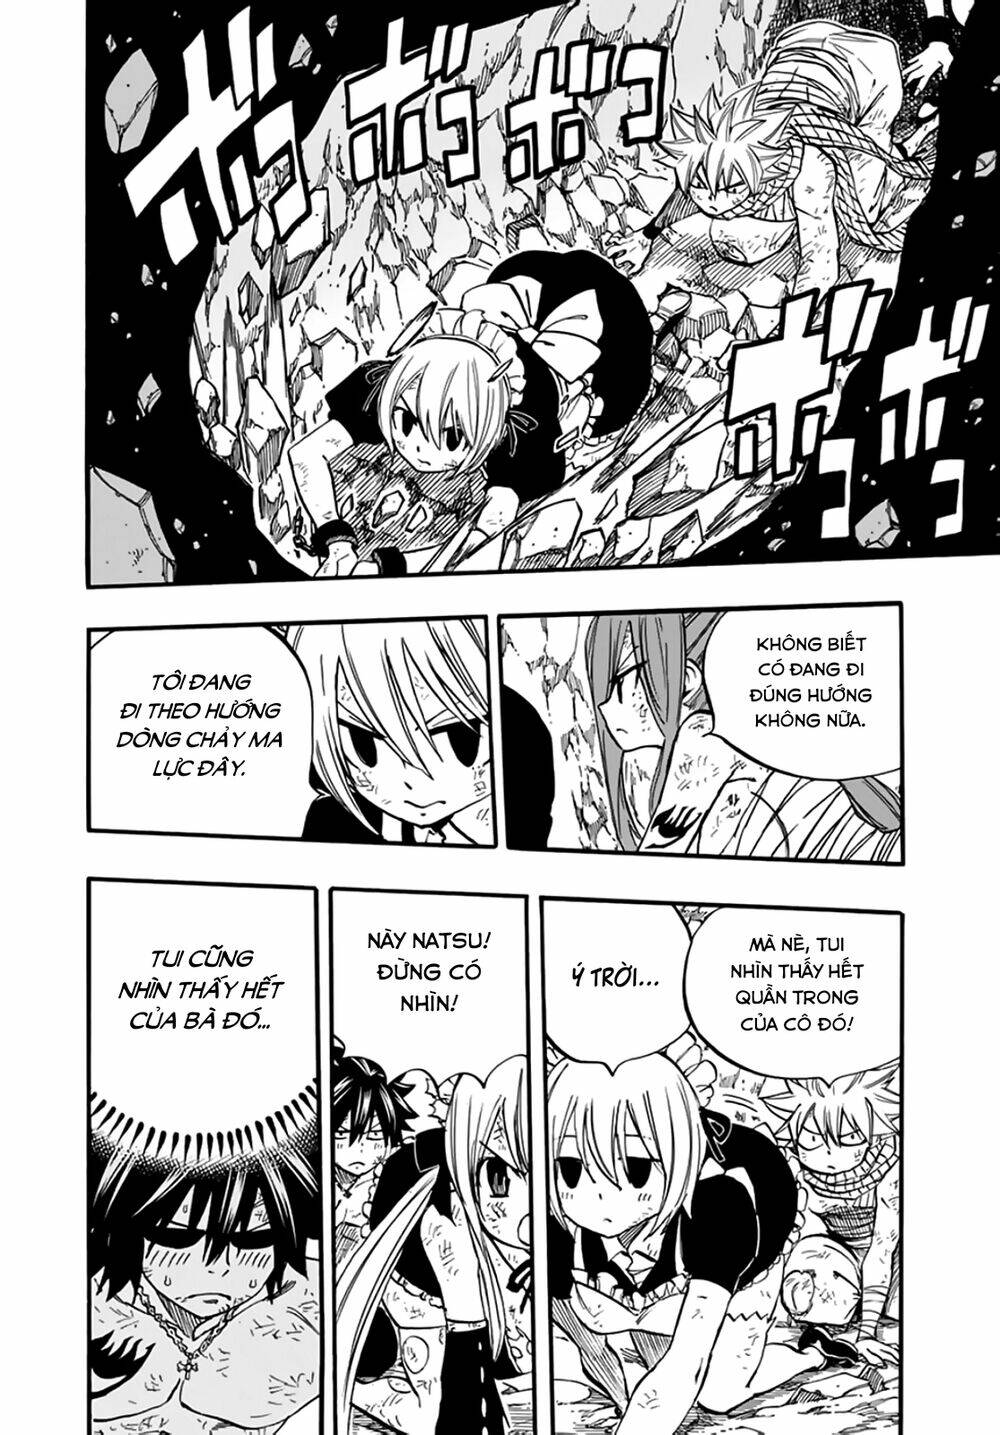 ボコ
ボコ
ボコ
ボコ
ボコ
KHÔNG BIẾT
CÓ ĐANG ĐI
ĐÚNG HƯỚNG
KHÔNG NỮA.
TÔI ĐANG
ĐI THEO HƯỚNG
DÒNG CHẢY MA
LỰC ĐÂY.
MÀ NÈ, TUI
NHÌN THẤY HẾT
QUẦN TRONG
CỦA CÔ ĐÓ!
Ý TRỜI...
NÀY NATSU!
ĐỪNG CÓ
NHÌN!
TUI CŨNG
NHÌN THẤY HẾT
CỦA BÀ ĐÓ...